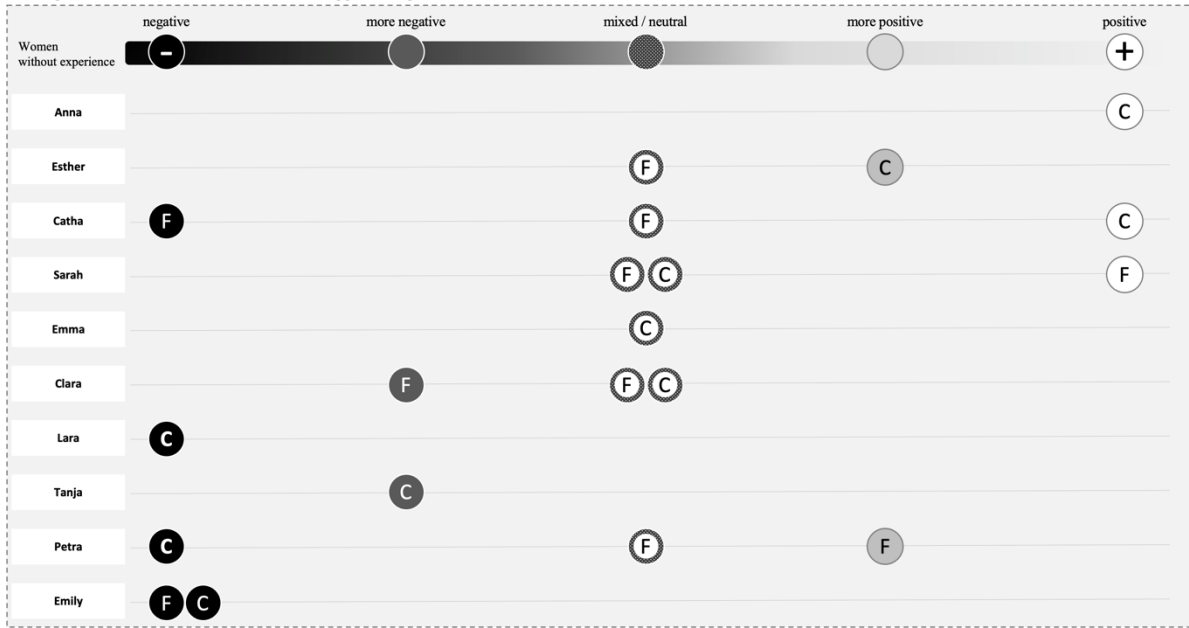 negative more negative mixed / neutral more positive positive
Women
without experience
- +
Anna C
Esther F C
Catha F F C
Sarah F C F
Emma C
Clara F F C
Lara C
Tanja C
Petra C F F
Emily F C